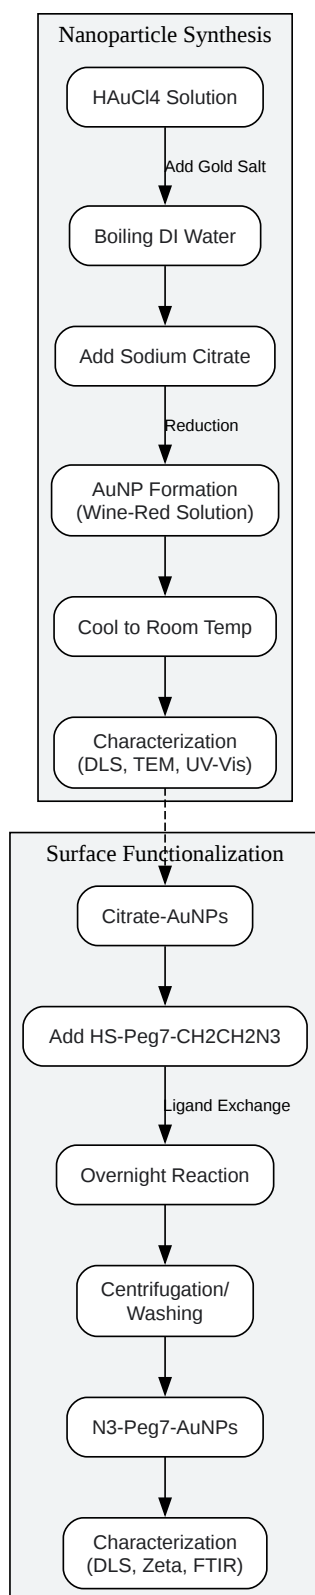 Nanoparticle Synthesis
HAuCl4 Solution
Add Gold Salt
Boiling DI Water
Add Sodium Citrate
Reduction
AuNP Formation
(Wine-Red Solution)
Cool to Room Temp
Characterization
(DLS, TEM, UV-Vis)
Surface Functionalization
Citrate-AuNPs
Add HS-Peg7-CH2CH2N3
Ligand Exchange
Overnight Reaction
Centrifugation/
Washing
N3-Peg7-AuNPs
Characterization
(DLS, Zeta, FTIR)